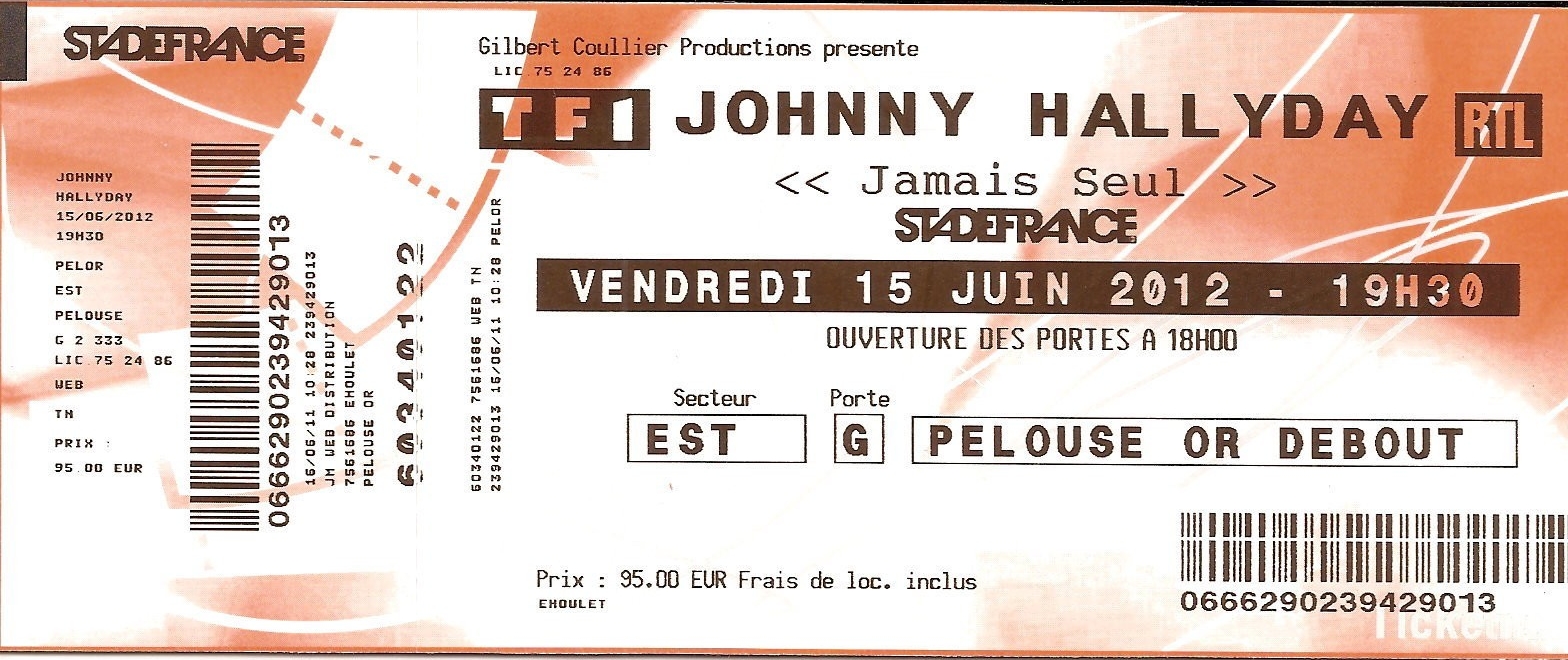 STADEFRANCE
JOHNNY
HALLYDAY
15/06/2012
19H30
PELOR
EST
PELOUSE
G 2 333
LIC.75 24 86
WEB
TN
PRIX :
95.00 EUR
0666290239429013
16/06/11 10:28 239429013
JM WEB DISTRIBUTION
7561686 EHOULET
PELOUSE OR
60340122
60340122 7561686 WEB TN
239429013 16/06/11 10:28 PELOR
Gilbert Coullier Productions presente
LIC.75 24 86
TF1 JOHNNY HALLYDAY RTL
<< Jamais Seul >>
STADEFRANCE
VENDREDI 15 JUIN 2012 - 19H30
OUVERTURE DES PORTES A 18H00
Secteur Porte
EST G PELOUSE OR DEBOUT
Prix : 95.00 EUR Frais de loc. inclus
EHOULET
0666290239429013